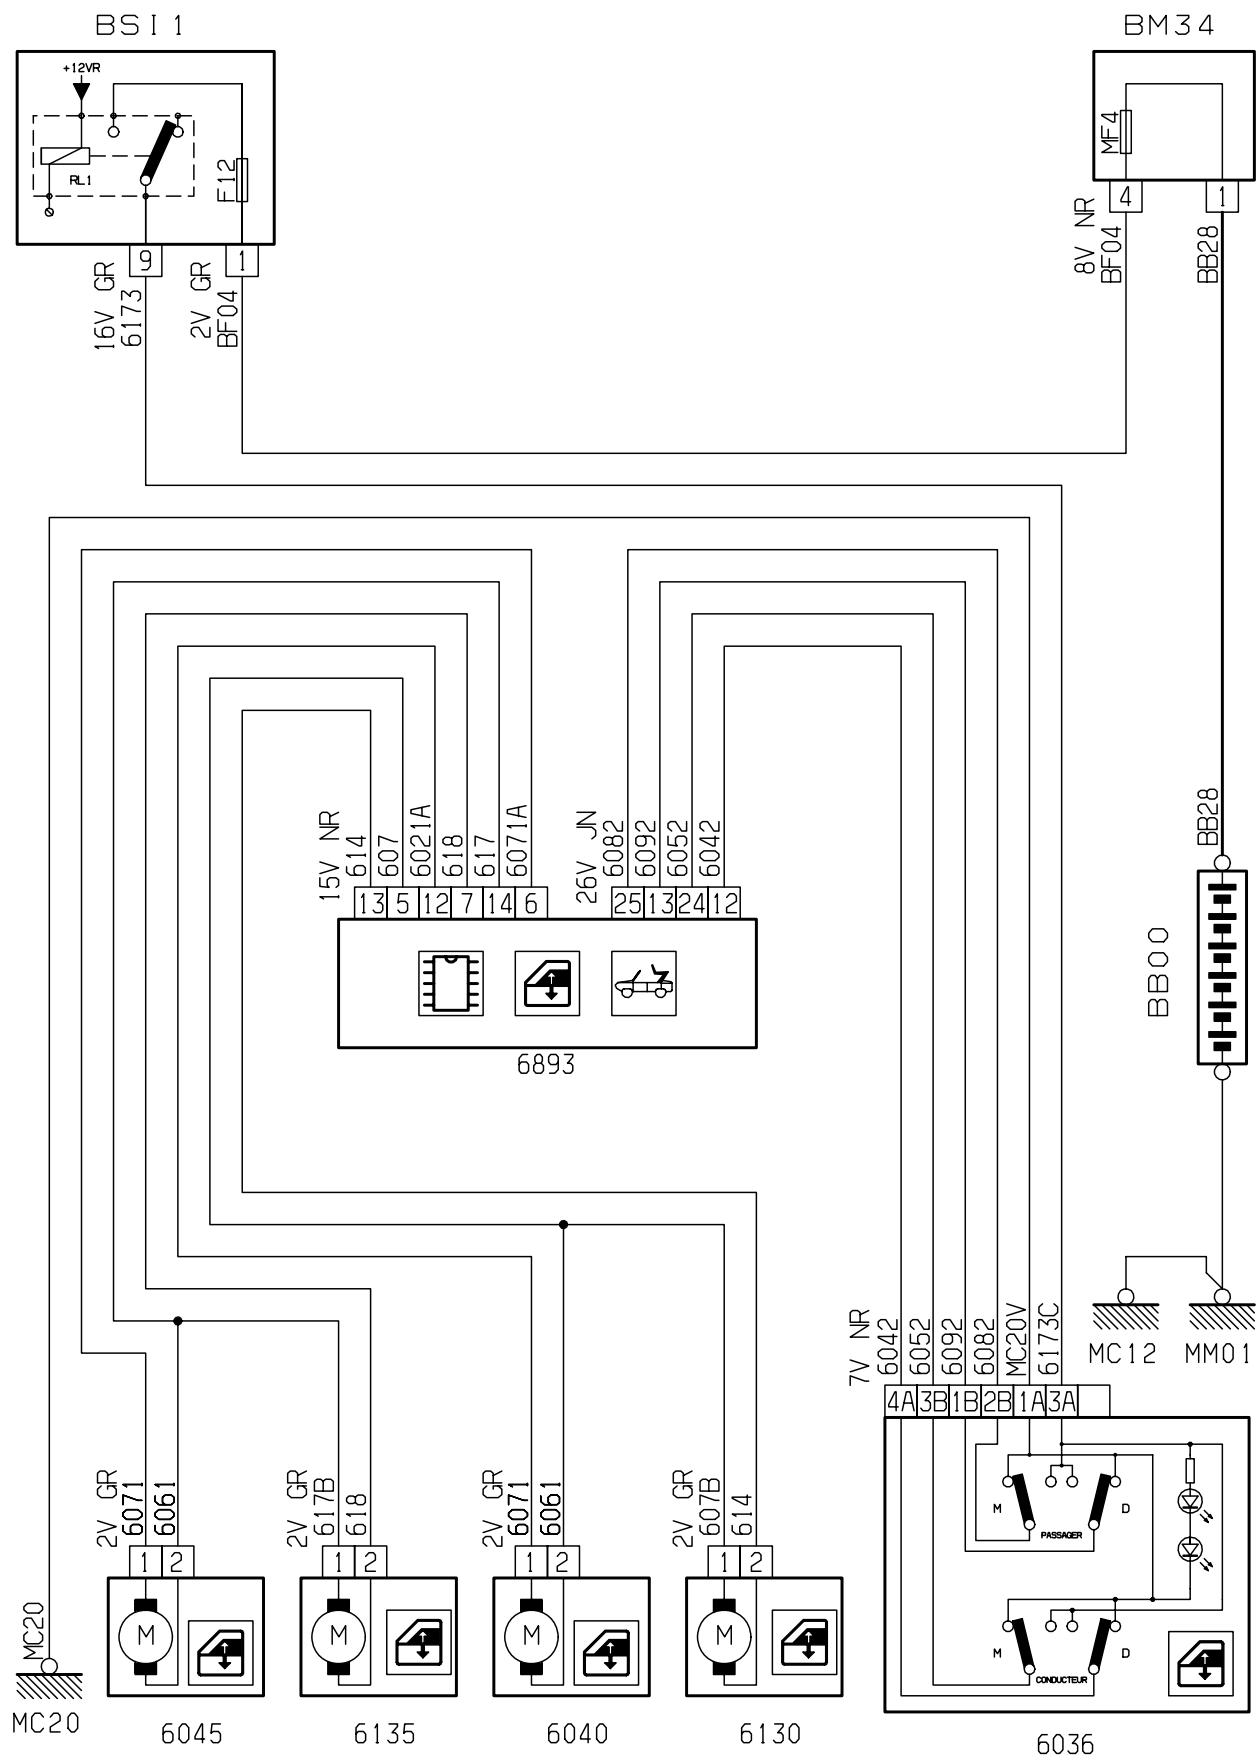 BSI1
BM34
+12VR
RL1
F12
MF4
9
1
4
1
16V GR
6173
2V GR
BF04
8V NR
BF04
BB28
BB28
15V NR
614
607
6021A
618
617
6071A
26V JN
6082
6092
6052
6042
13
5
12
7
14
6
25
13
24
12
6893
BB00
MC12
MM01
7V NR
6042
6052
6092
6082
MC20V
6173C
4A
3B
1B
2B
1A
3A
M
D
PASSAGER
M
D
CONDUCTEUR
6036
2V GR
6071
6061
1
2
M
6045
2V GR
617B
618
1
2
M
6135
2V GR
6071
6061
1
2
M
6040
2V GR
607B
614
1
2
M
6130
MC20
MC20